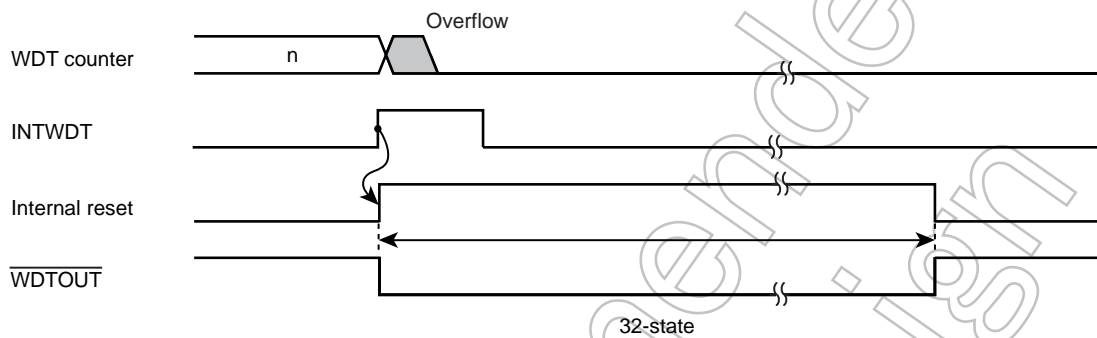 Overflow
WDT counter n
INTWDT
Internal reset
WDTOUT
32-state